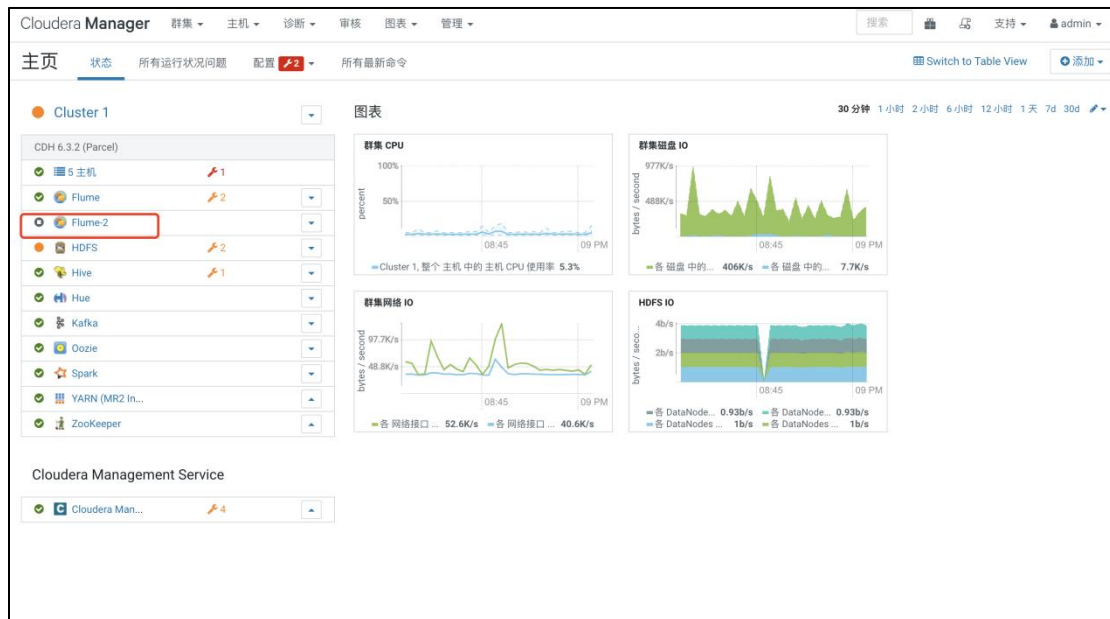 Cloudera Manager 群集 主机 诊断 审核 图表 管理 搜索 支持 admin
主页 状态 所有运行状况问题 配置 2 所有最新命令 Switch to Table View 添加
Cluster 1
CDH 6.3.2 (Parcel)
5 主机 1
Flume 2
Flume-2
HDFS 2
Hive 1
Hue
Kafka
Oozie
Spark
YARN (MR2 In...
ZooKeeper
Cloudera Management Service
Cloudera Man... 4
图表
30 分钟 1 小时 2 小时 6 小时 12 小时 1 天 7d 30d
群集 CPU
percent
100%
50%
08:45 09 PM
Cluster 1, 整个 主机 中的 主机 CPU 使用率 5.3%
群集磁盘 IO
bytes / second
977K/s
488K/s
08:45 09 PM
各 磁盘 中的... 406K/s 各 磁盘 中的... 7.7K/s
群集网络 IO
bytes / second
97.7K/s
48.8K/s
08:45 09 PM
各 网络接口 ... 52.6K/s 各 网络接口 ... 40.6K/s
HDFS IO
bytes / seco...
4b/s
2b/s
08:45 09 PM
各 DataNode... 0.93b/s 各 DataNode... 0.93b/s
各 DataNodes ... 1b/s 各 DataNodes ... 1b/s